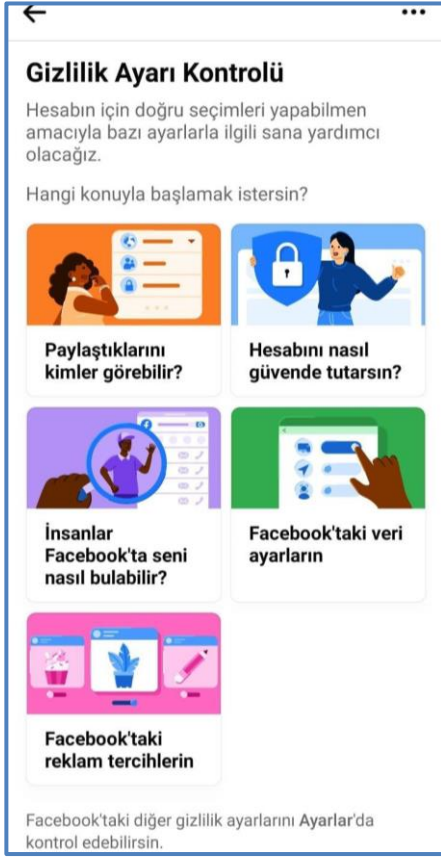 Gizlilik Ayarı Kontrolü
Hesabın için doğru seçimleri yapabilmen
amacıyla bazı ayarlarla ilgili sana yardımcı
olacağız.
Hangi konuyla başlamak istersin?
Paylaştıklarını
kimler görebilir?
Hesabını nasıl
güvende tutarsın?
İnsanlar
Facebook'ta seni
nasıl bulabilir?
Facebook'taki veri
ayarların
Facebook'taki
reklam tercihlerin
Facebook'taki diğer gizlilik ayarlarını Ayarlar'da
kontrol edebilirsin.